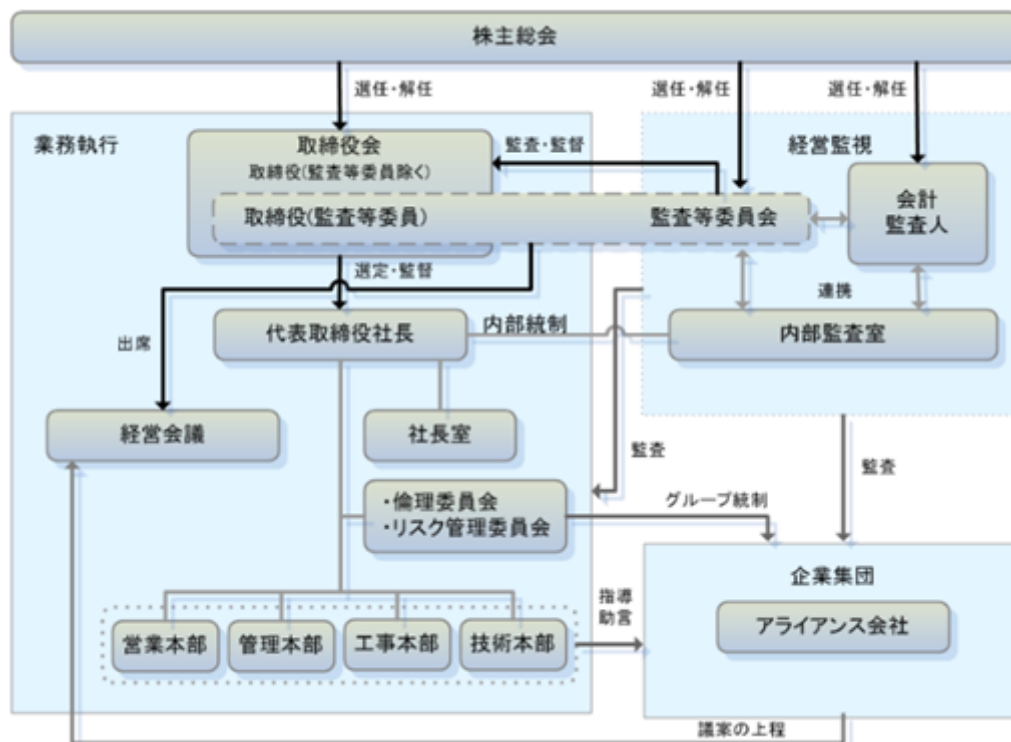 株主総会
選任・解任
選任・解任
選任・解任
業務執行
取締役会
取締役(監査等委員除く)
監査・監督
経営監視
会計
監査人
取締役(監査等委員)
監査等委員会
選定・監督
連携
代表取締役社長
内部統制
内部監査室
出席
経営会議
社長室
監査
監査
・倫理委員会
・リスク管理委員会
グループ統制
企業集団
指導
助言
アライアンス会社
営業本部
管理本部
工事本部
技術本部
議案の上程